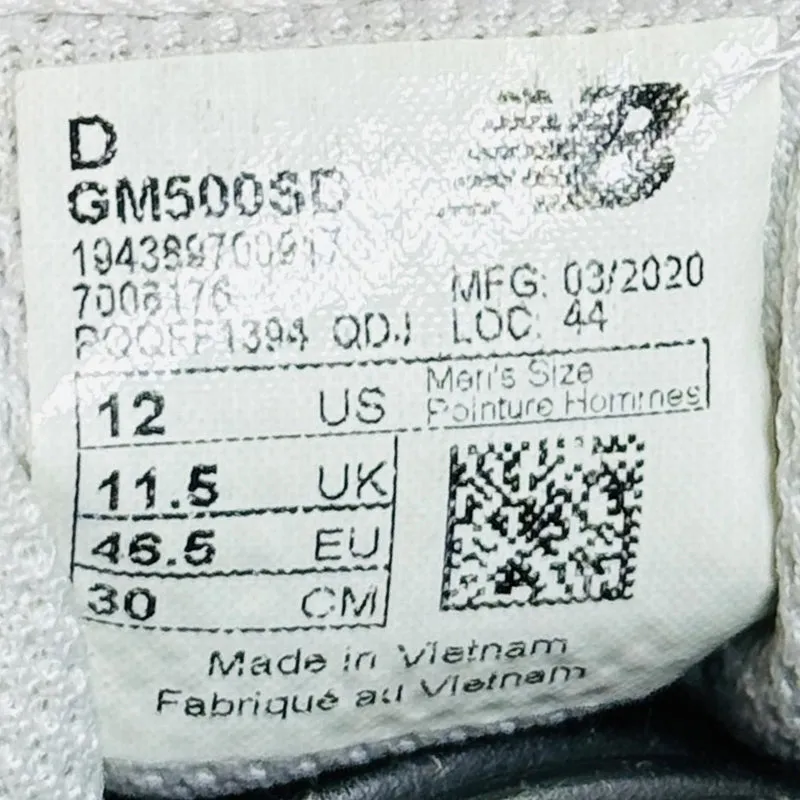 D
GM500SD
7006176
MFG: 03/2020
LOC: 44
12 US
Men's Size
Pointure Hommes
11.5 UK
46.5 EU
30 CM
Made in Vietnam
Fabriqué au Vietnam